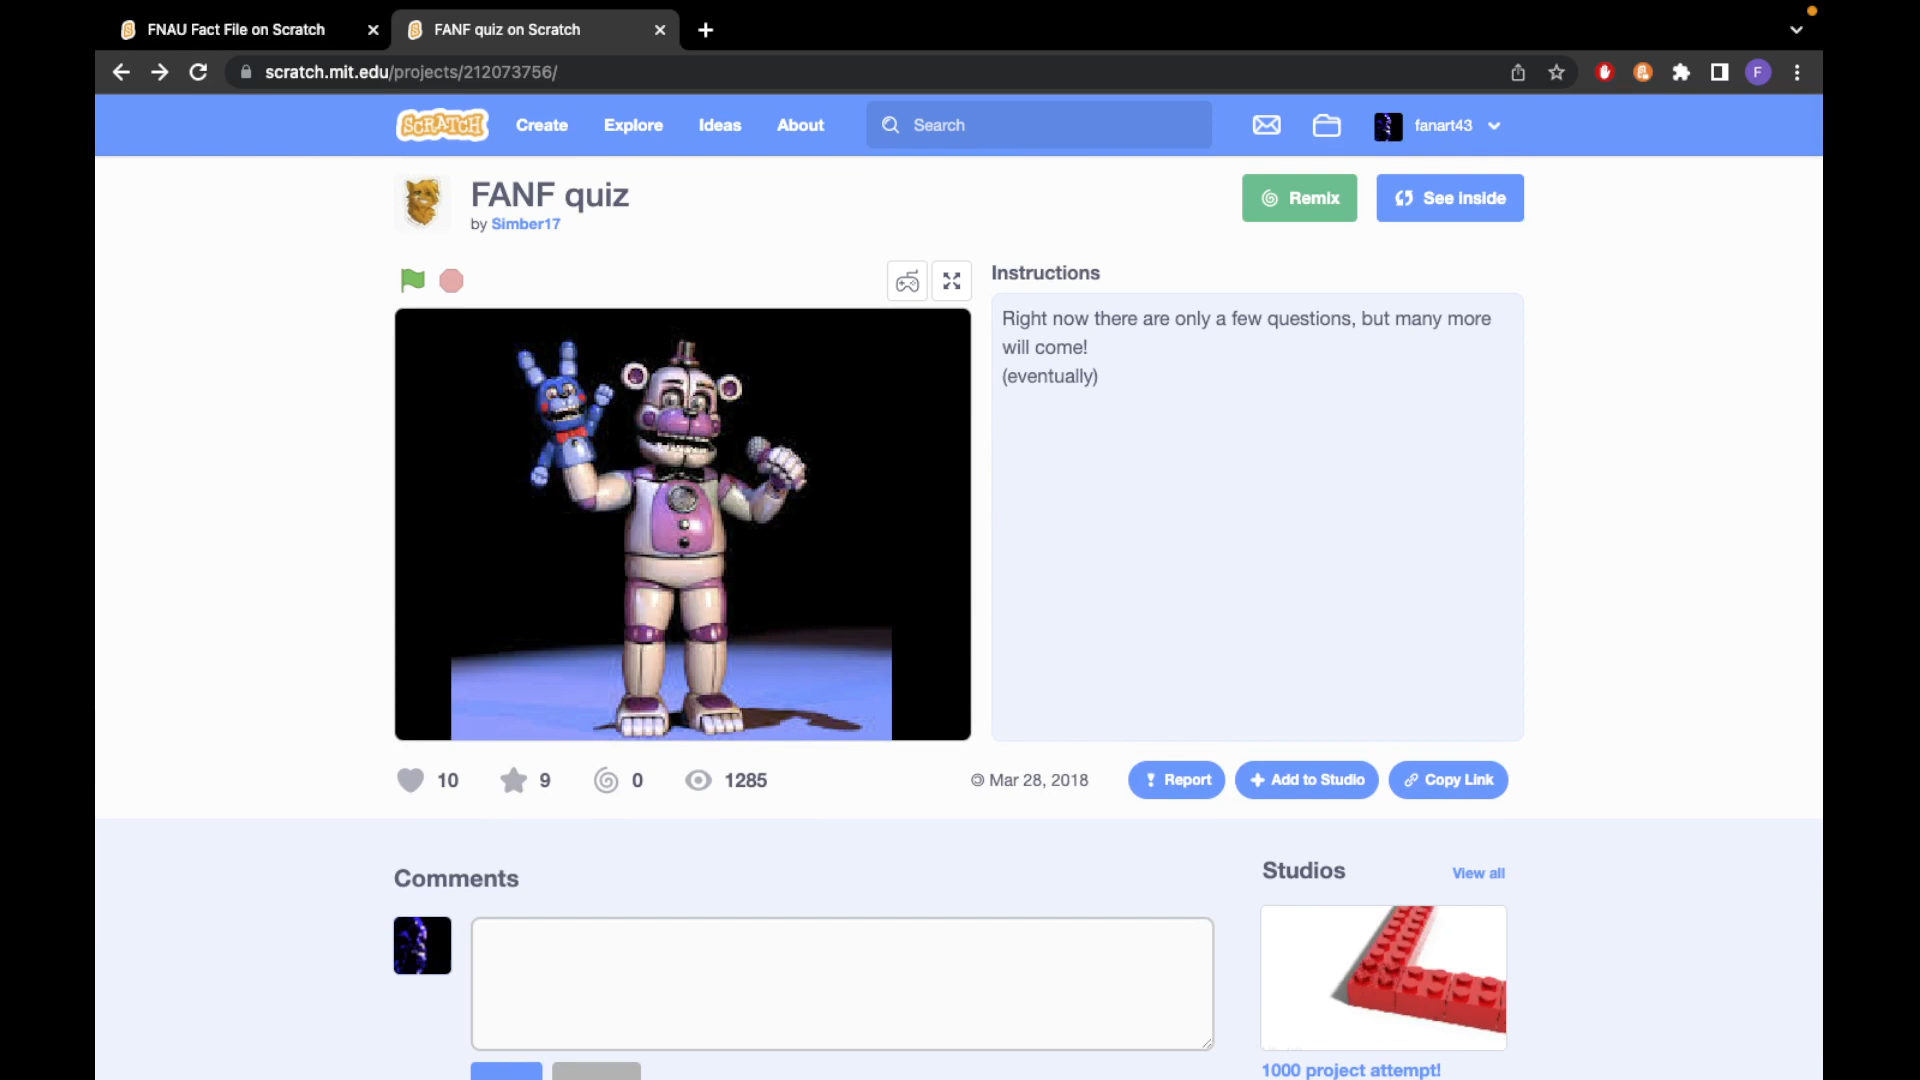 FNAU Fact File on Scratch
FANF quiz on Scratch
scratch.mit.edu/projects/212073756/
F
SCRATCH
Create
Explore
Ideas
About
Search
fanart43
FANF quiz
by Simber17
Remix
See inside
Instructions
Right now there are only a few questions, but many more
will come!
(eventually)
10
9
0
1285
© Mar 28, 2018
Report
Add to Studio
Copy Link
Comments
Studios
View all
1000 project attempt!